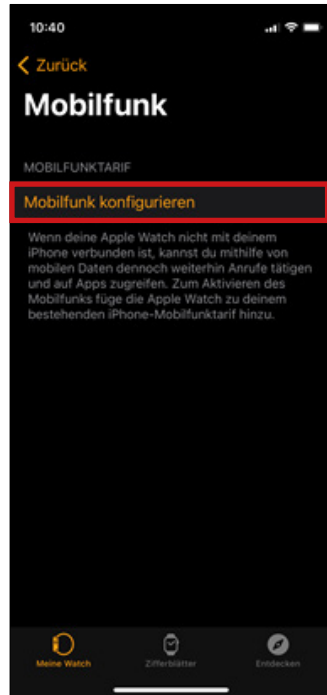 10:40
Zurück
Mobilfunk
MOBILFUNKTARIF
Mobilfunk konfigurieren
Wenn deine Apple Watch nicht mit deinem
iPhone verbunden ist, kannst du mithilfe von
mobilen Daten dennoch weiterhin Anrufe tätigen
und auf Apps zugreifen. Zum Aktivieren des
Mobilfunks füge die Apple Watch zu deinem
bestehenden iPhone-Mobilfunktarif hinzu.
Meine Watch Zifferblätter Entdecken